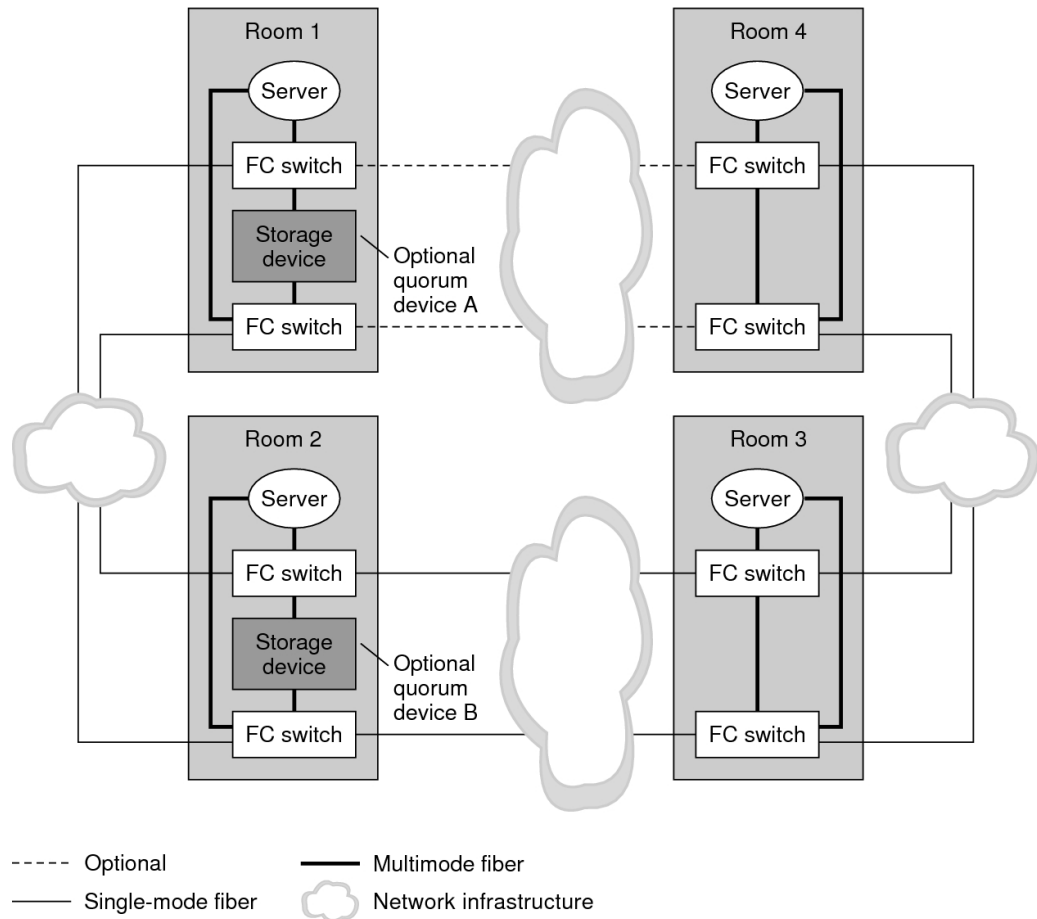 Room 1
Server
FC switch
Storage
device
Optional
quorum
device A
FC switch
Room 4
Server
FC switch
FC switch
Room 2
Server
FC switch
Storage
device
Optional
quorum
device B
FC switch
Room 3
Server
FC switch
FC switch
Optional
Multimode fiber
Single-mode fiber
Network infrastructure